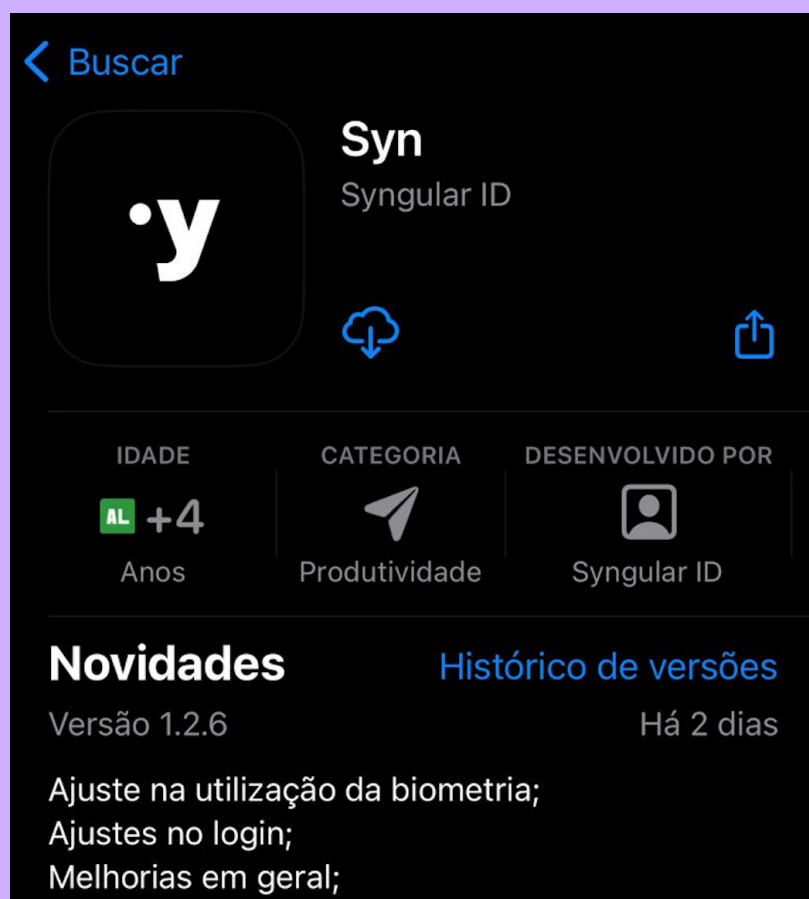 Buscar
·y
Syn
Syngular ID
IDADE
CATEGORIA
DESENVOLVIDO POR
AL +4
Anos
Produtividade
Syngular ID
Novidades
Histórico de versões
Versão 1.2.6
Há 2 dias
Ajuste na utilização da biometria;
Ajustes no login;
Melhorias em geral;